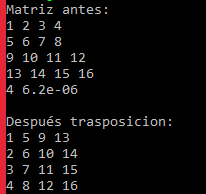 Matriz antes:
1 2 3 4
5 6 7 8
9 10 11 12
13 14 15 16
4 6.2e-06
Después trasposicion:
1 5 9 13
2 6 10 14
3 7 11 15
4 8 12 16